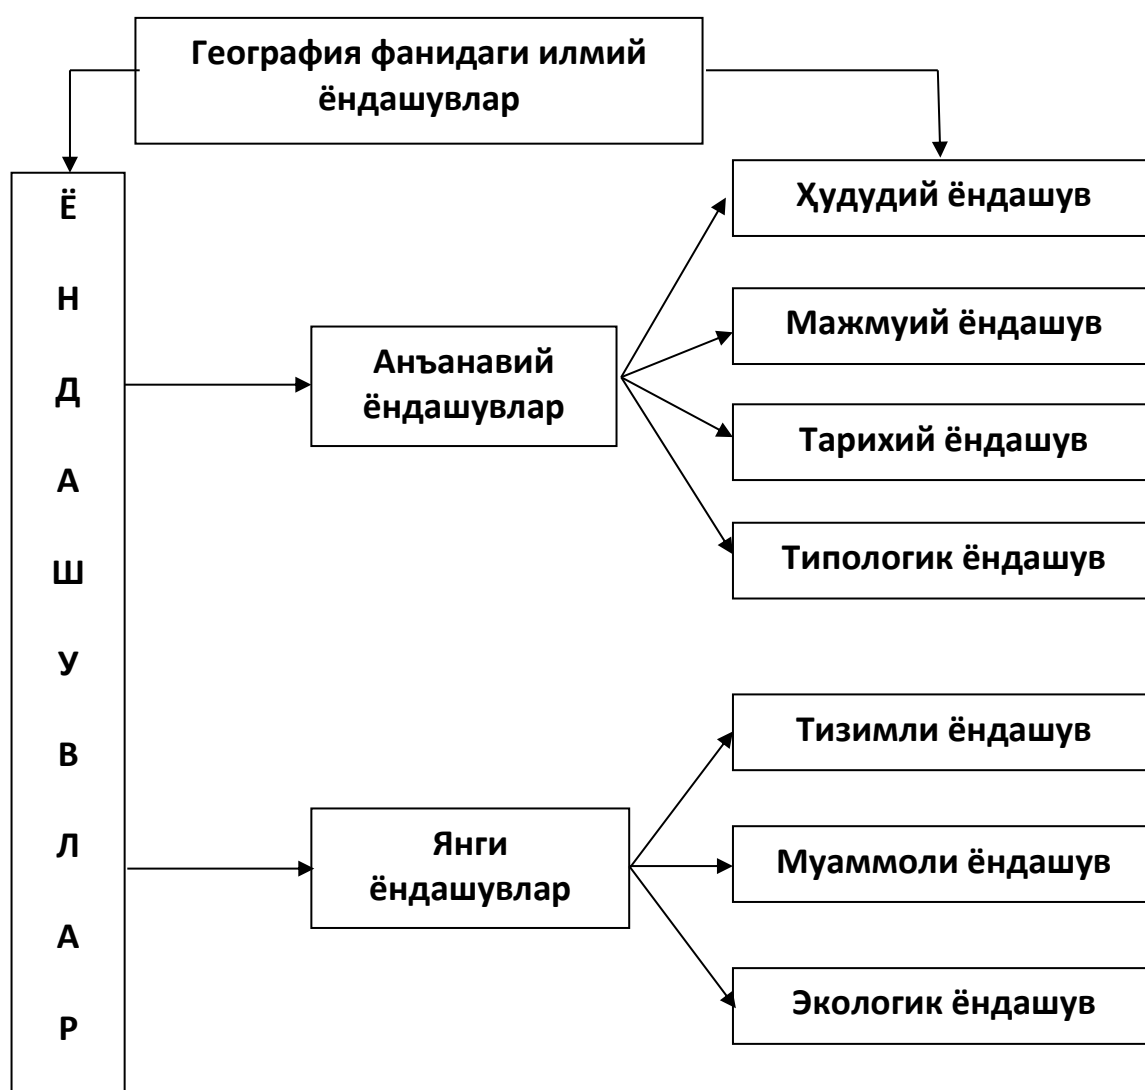 География фанидаги илмий
ёндашувлар
Ё
Н
Д
А
Ш
У
В
Л
А
Р
Анъанавий
ёндашувлар
Ҳудудий ёндашув
Мажмуий ёндашув
Тарихий ёндашув
Типологик ёндашув
Янги
ёндашувлар
Тизимли ёндашув
Муаммоли ёндашув
Экологик ёндашув